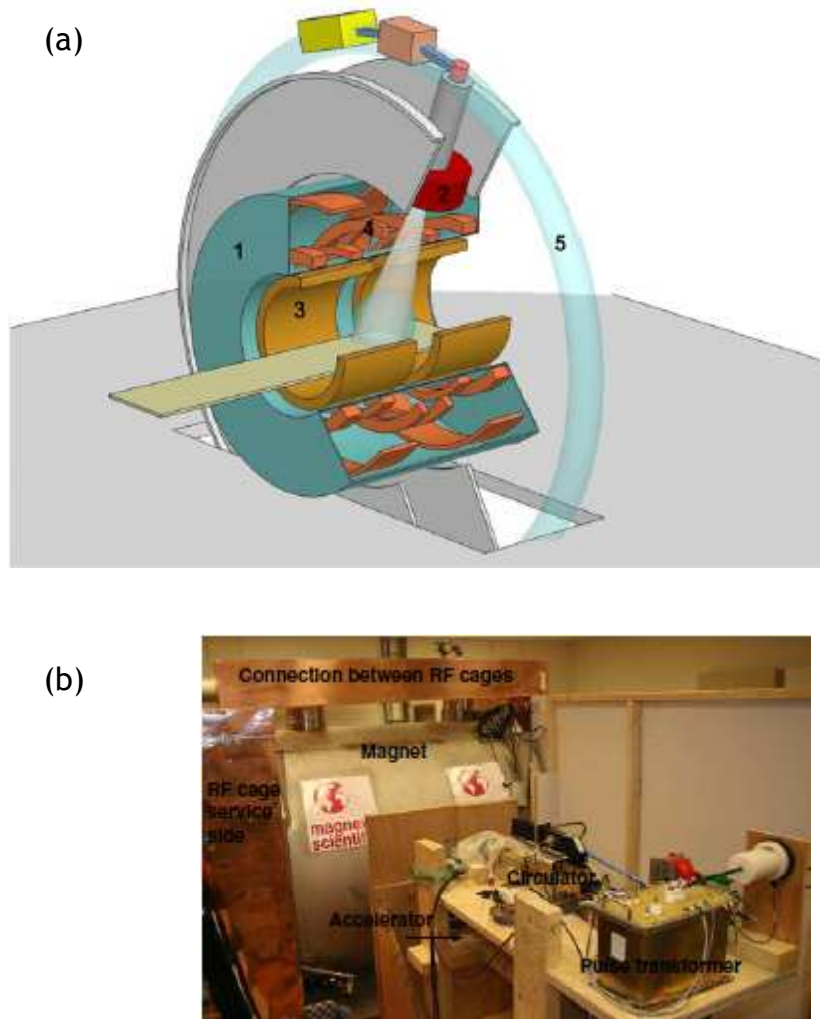 (a)
2
4
1
5
3
(b)
Connection between RF cages
Magnet
RF cage
service
side
magnex
scientific
Circulator
Accelerator
Pulse transformer